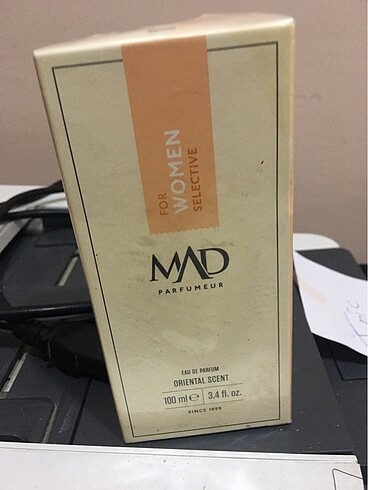 FOR
WOMEN
SELECTIVE
MAD
PARFUMEUR
EAU DE PARFUM
ORIENTAL SCENT
100 ml ℮ 3.4 fl. oz.
SINCE 1999